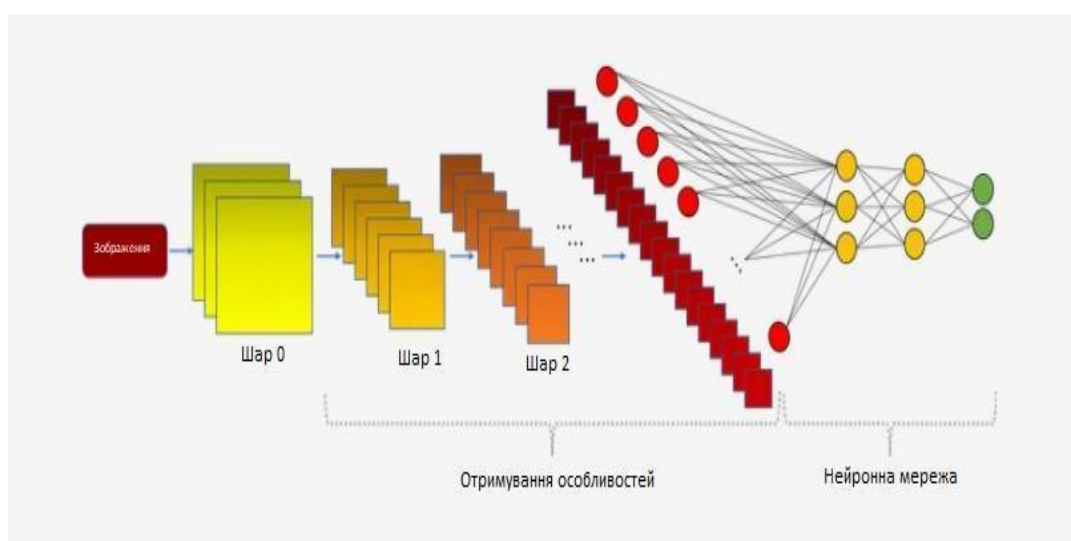 Зображення
Шар 0
Шар 1
Шар 2
Отримування особливостей
Нейронна мережа